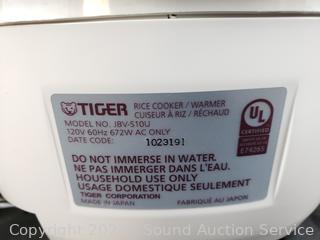 TIGER
RICE COOKER/ WARMER
CUISEUR À RIZ / RÉCHAUD
MODEL NO. JBV-S10U
120V 60Hz 672W AC ONLY
DATE CODE: 1023191
UL
CERTIFIED
E74265
DO NOT IMMERSE IN WATER.
NE PAS IMMERGER DANS L'EAU.
HOUSEHOLD USE ONLY
USAGE DOMESTIQUE SEULEMENT
TIGER CORPORATION
MADE IN JAPAN FABRIQUÉ AU JAPON
Sound Auction Service